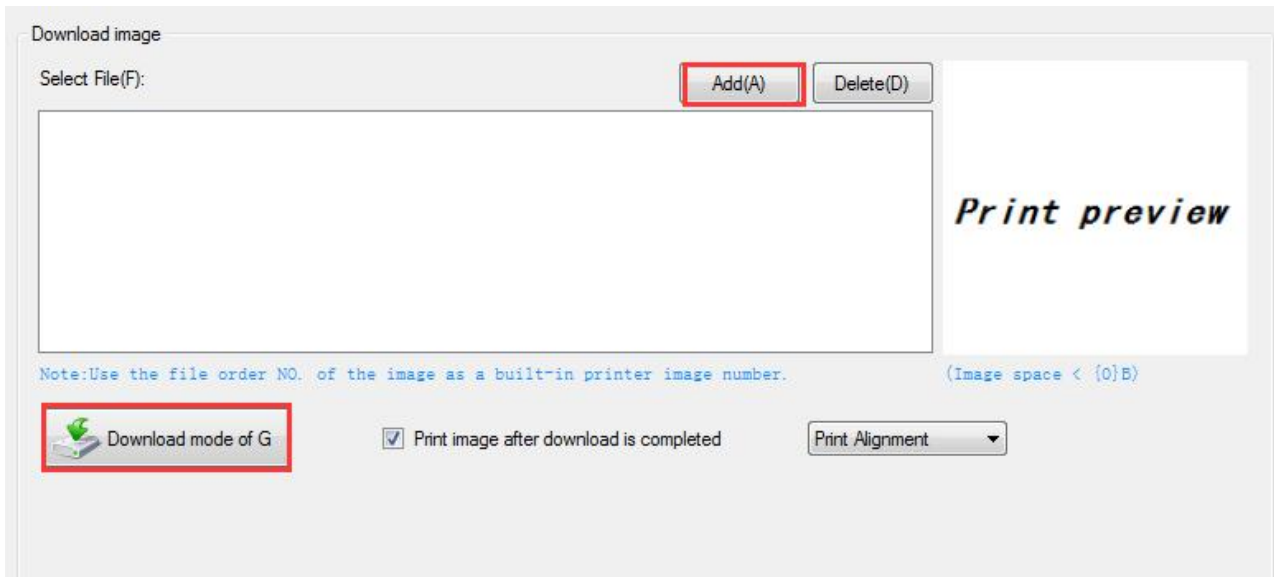 Download image
Select File(F):
Add(A)
Delete(D)
Print preview
Note:Use the file order NO. of the image as a built-in printer image number.
(Image space < {0}B)
Download mode of G
Print image after download is completed
Print Alignment